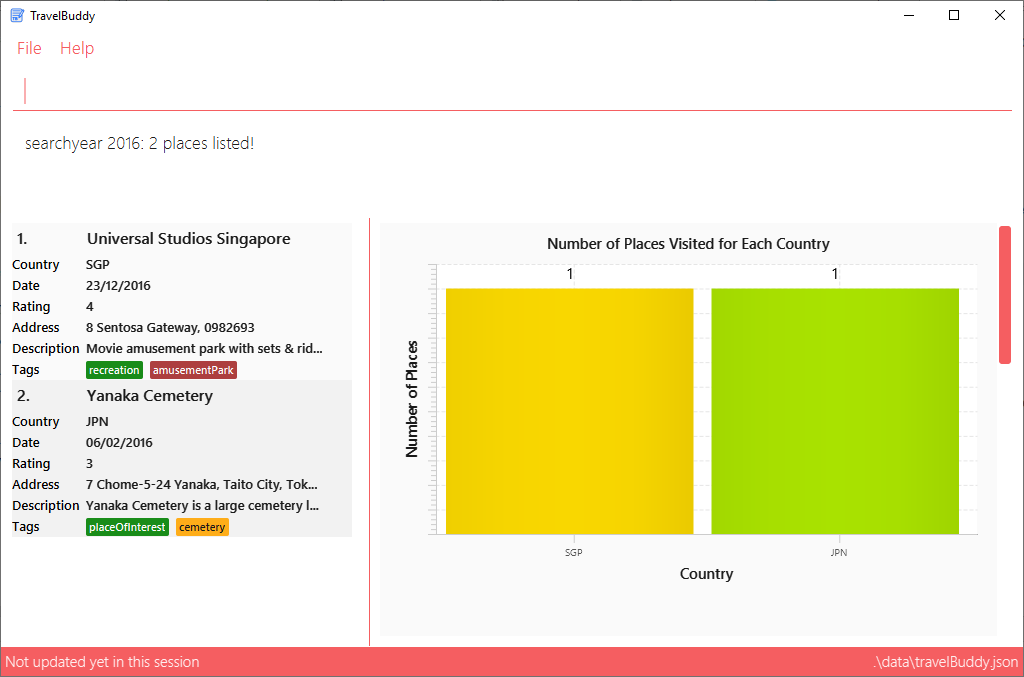 TravelBuddy
File Help
searchyear 2016: 2 places listed!
1. Universal Studios Singapore
Country SGP
Date 23/12/2016
Rating 4
Address 8 Sentosa Gateway, 0982693
Description Movie amusement park with sets & rid...
Tags recreation amusementPark
2. Yanaka Cemetery
Country JPN
Date 06/02/2016
Rating 3
Address 7 Chome-5-24 Yanaka, Taito City, Tok...
Description Yanaka Cemetery is a large cemetery l...
Tags placeOfInterest cemetery
Number of Places Visited for Each Country
1 1
Number of Places
SGP JPN
Country
Not updated yet in this session .\data\travelBuddy.json